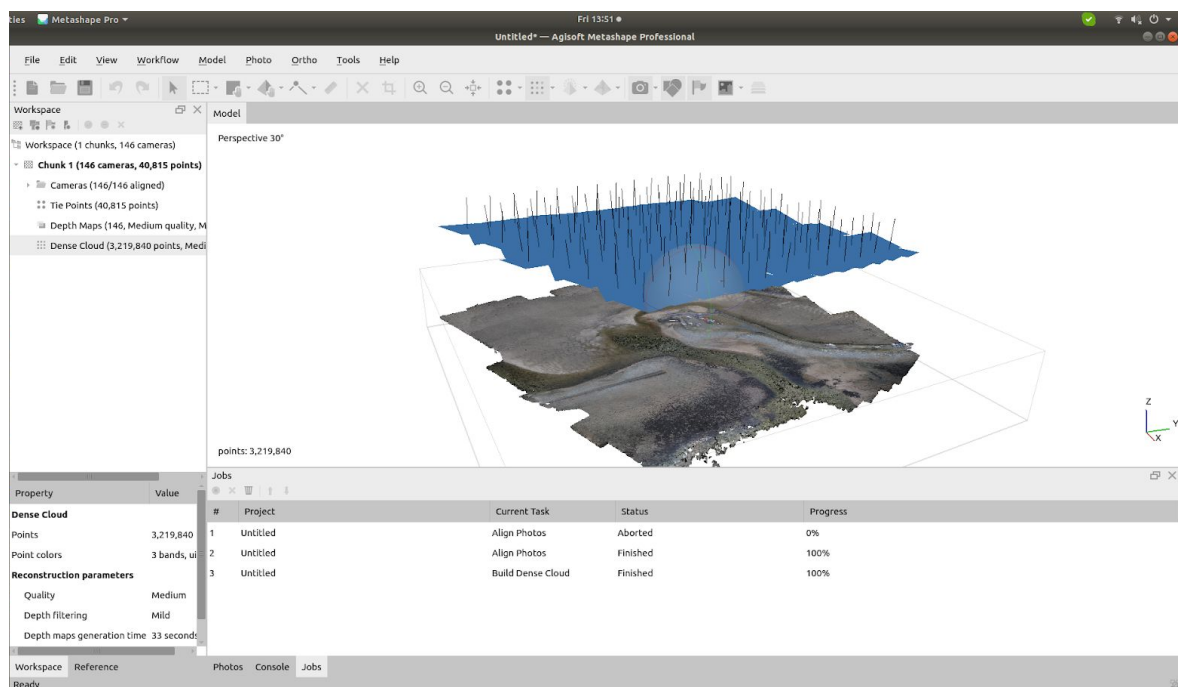 ties Metashape Pro Fri 13:51
Untitled* — Agisoft Metashape Professional
File Edit View Workflow Model Photo Ortho Tools Help
Workspace
Model
Workspace (1 chunks, 146 cameras)
Perspective 30°
Chunk 1 (146 cameras, 40,815 points)
Cameras (146/146 aligned)
Tie Points (40,815 points)
Depth Maps (146, Medium quality, M
Dense Cloud (3,219,840 points, Medi
Z
Y
X
points: 3,219,840
Jobs
Property Value
# Project Current Task Status Progress
Dense Cloud
Points 3,219,840
1 Untitled Align Photos Aborted 0%
Point colors 3 bands, ui
2 Untitled Align Photos Finished 100%
Reconstruction parameters
3 Untitled Build Dense Cloud Finished 100%
Quality Medium
Depth filtering Mild
Depth maps generation time 33 seconds
Workspace Reference Photos Console Jobs
Ready